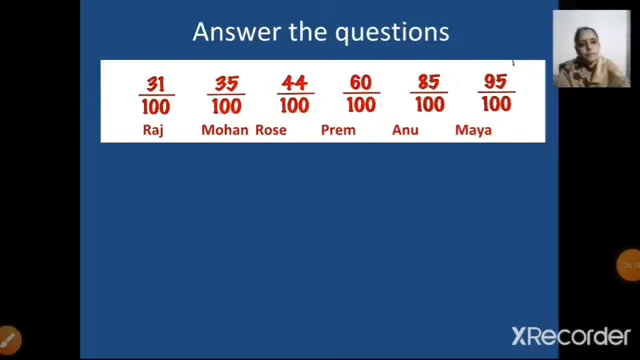 Answer the questions
31/100 35/100 44/100 60/100 85/100 95/100
Raj Mohan Rose Prem Anu Maya
XRecorder